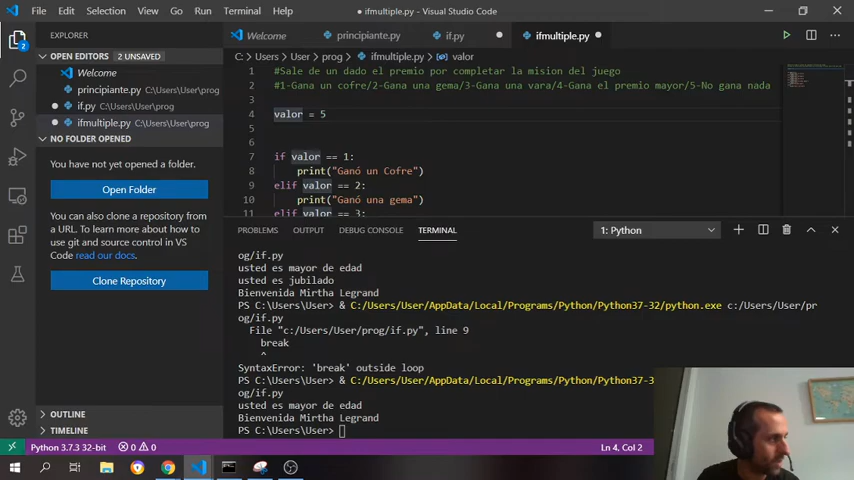 File Edit Selection View Go Run Terminal Help
ifmultiple.py - Visual Studio Code
EXPLORER
OPEN EDITORS 2 UNSAVED
Welcome
principiante.py C:\Users\User\prog
if.py C:\Users\User\prog
ifmultiple.py C:\Users\User\prog
NO FOLDER OPENED
You have not yet opened a folder.
Open Folder
You can also clone a repository from
a URL. To learn more about how to
use git and source control in VS
Code read our docs.
Clone Repository
OUTLINE
TIMELINE
2
Welcome principiante.py if.py ifmultiple.py
C: > Users > User > prog > ifmultiple.py > valor
1 #Sale de un dado el premio por completar la mision del juego
2 #1-Gana un cofre/2-Gana una gema/3-Gana una vara/4-Gana el premio mayor/5-No gana nada
3
4 valor = 5
5
6
7 if valor == 1:
8 print("Ganó un Cofre")
9 elif valor == 2:
10 print("Ganó una gema")
11 elif valor == 3:
PROBLEMS OUTPUT DEBUG CONSOLE TERMINAL 1: Python
og/if.py
usted es mayor de edad
usted es jubilado
Bienvenida Mirtha Legrand
PS C:\Users\User> & C:/Users/User/AppData/Local/Programs/Python/Python37-32/python.exe c:/Users/User/pr
og/if.py
File "c:/Users/User/prog/if.py", line 9
break
^
SyntaxError: 'break' outside loop
PS C:\Users\User> & C:/Users/User/AppData/Local/Programs/Python/Python37-3
og/if.py
usted es mayor de edad
Bienvenida Mirtha Legrand
PS C:\Users\User>
Python 3.7.3 32-bit 0 0 Ln 4, Col 2